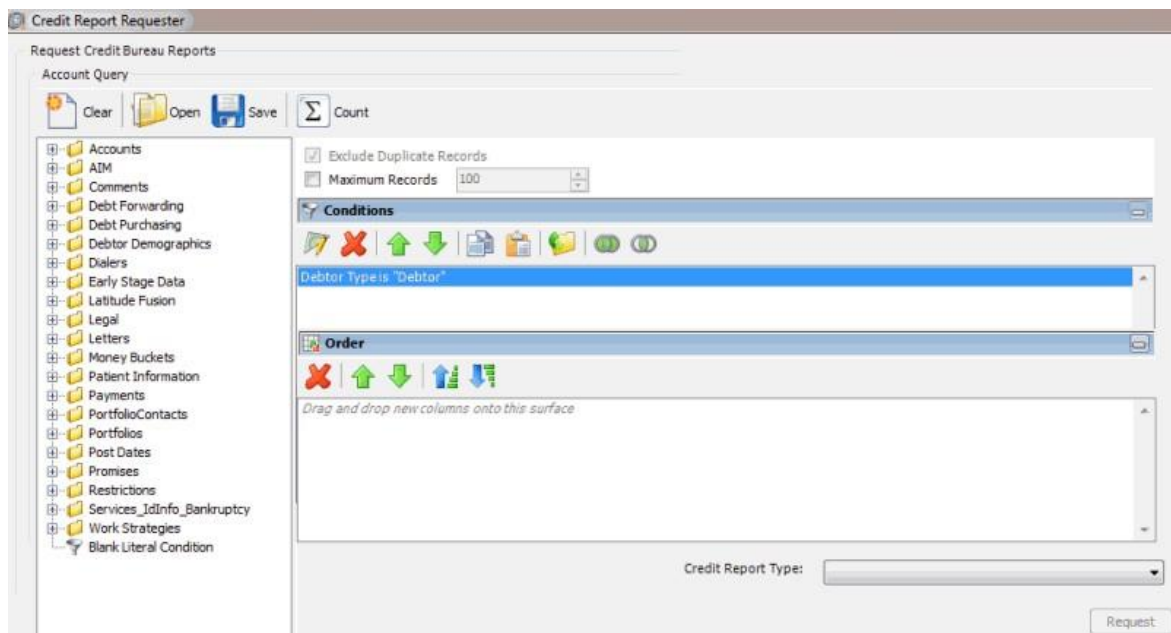 Credit Report Requester
Request Credit Bureau Reports
Account Query
Clear Open Save Σ Count
Accounts
AIM
Comments
Debt Forwarding
Debt Purchasing
Debtor Demographics
Dialers
Early Stage Data
Latitude Fusion
Legal
Letters
Money Buckets
Patient Information
Payments
PortfolioContacts
Portfolios
Post Dates
Promises
Restrictions
Services_IdInfo_Bankruptcy
Work Strategies
Blank Literal Condition
Exclude Duplicate Records
Maximum Records 100
Conditions
Debtor Type is "Debtor"
Order
Drag and drop new columns onto this surface
Credit Report Type:
Request